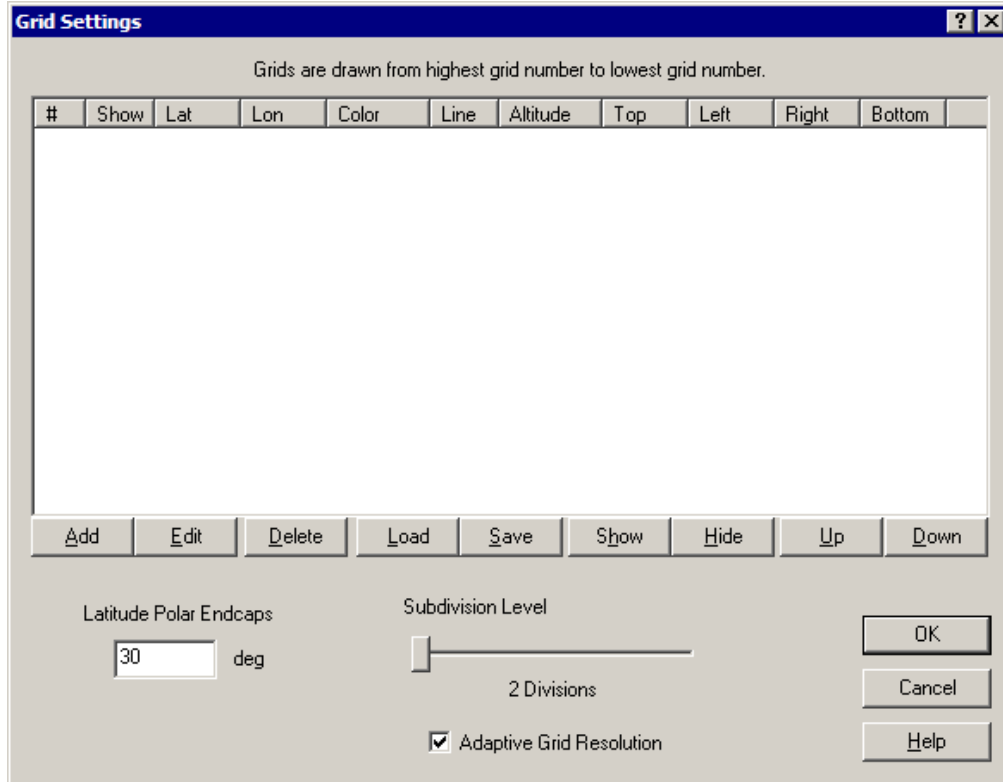 Grid Settings
Grids are drawn from highest grid number to lowest grid number.
# Show Lat Lon Color Line Altitude Top Left Right Bottom
Add Edit Delete Load Save Show Hide Up Down
Latitude Polar Endcaps
30 deg
Subdivision Level
2 Divisions
Adaptive Grid Resolution
OK
Cancel
Help